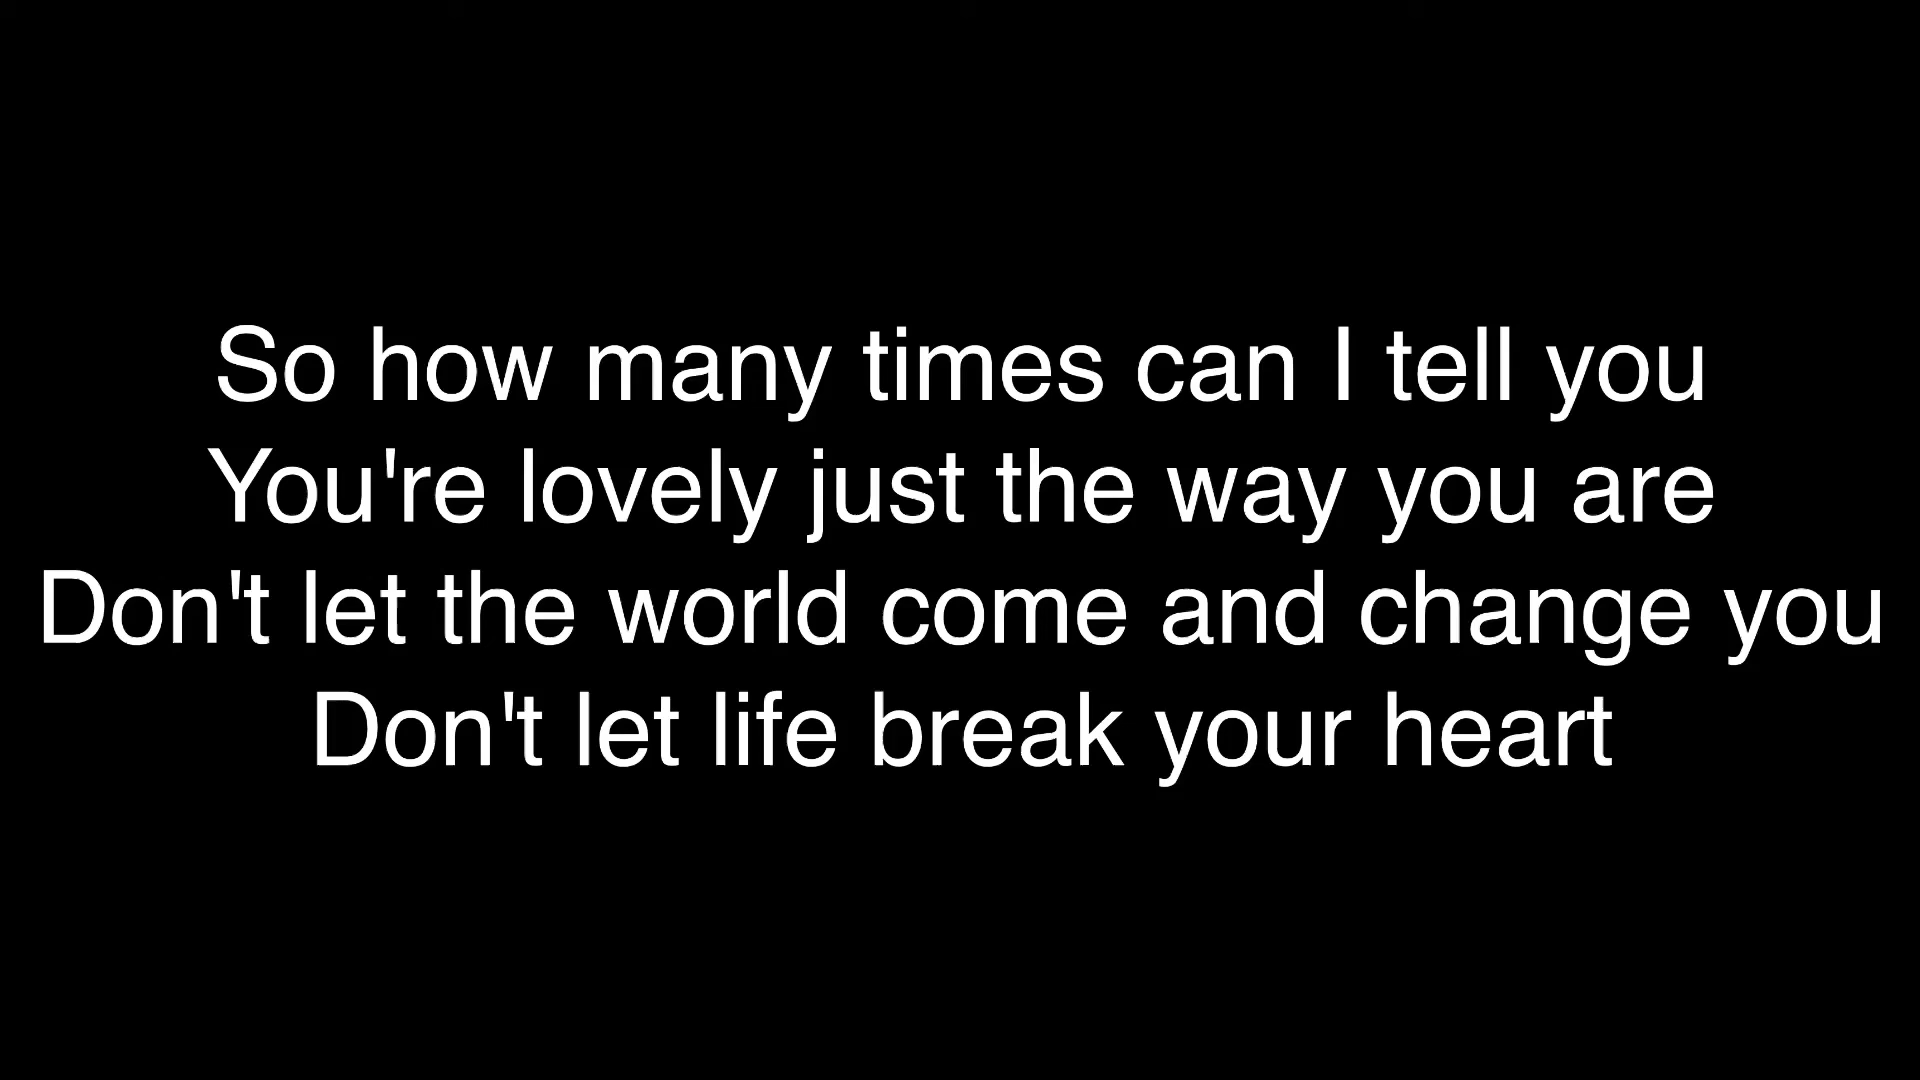 So how many times can I tell you
You're lovely just the way you are
Don't let the world come and change you
Don't let life break your heart